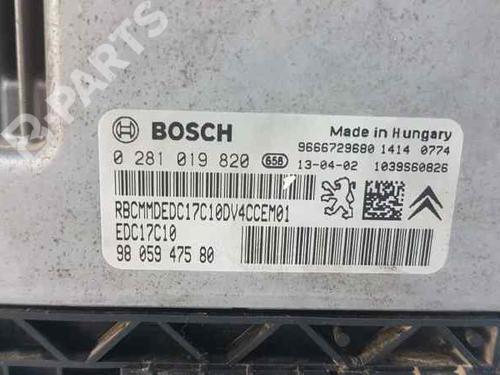 B PARTS
BOSCH
Made in Hungary
9666729680 1414 0774
0 281 019 820 658 13-04-02 1039S60826
RBCMMDEDC17C10DV4CCEM01
EDC17C10
98 059 475 80